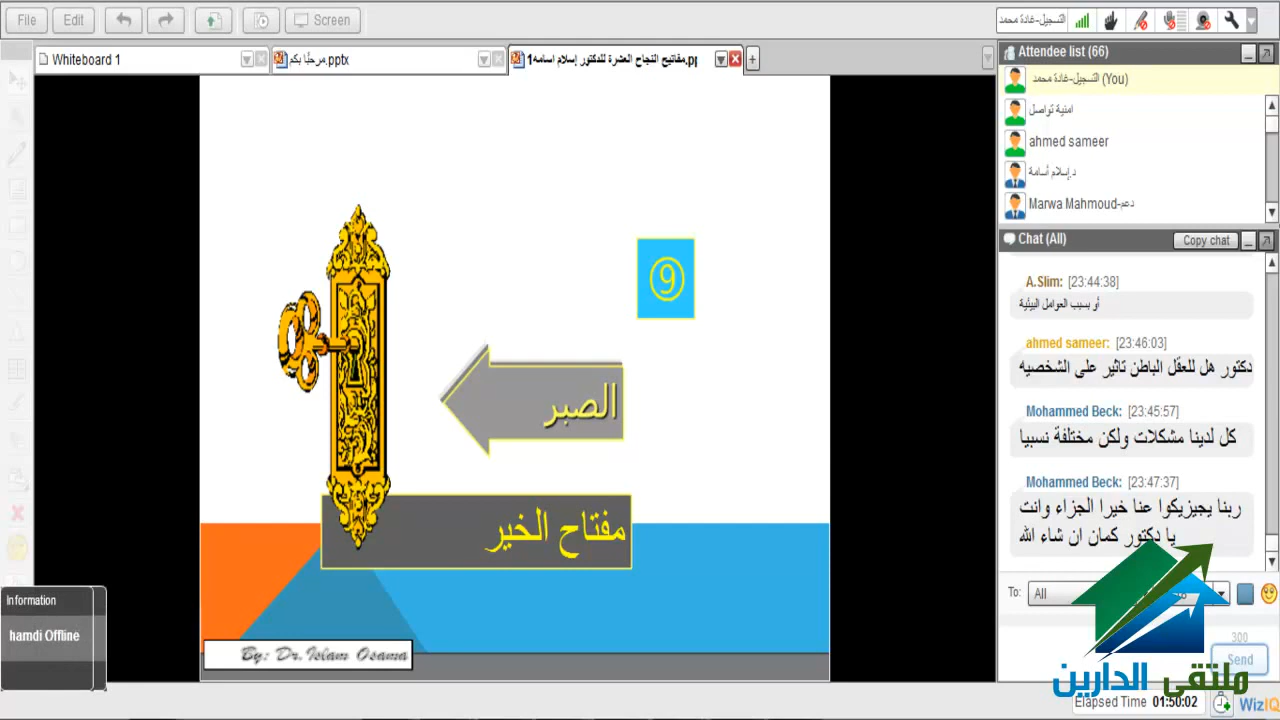 File
Edit
Screen
التسجيل-غادة محمد
Whiteboard 1
مرحبًا بكم.pptx
1مفاتيح النجاح العشرة للدكتور إسلام اسامه.pp
Attendee list (66)
التسجيل-غادة محمد (You)
امنية تواصل
ahmed sameer
د.إسلام أسامة
Marwa Mahmoud-دعم
Chat (All)
Copy chat
A.Slim: [23:44:38]
أو بسبب العوامل البيئية
ahmed sameer: [23:46:03]
دكتور هل للعقل الباطن تاثير على الشخصيه
Mohammed Beck: [23:45:57]
كل لدينا مشكلات ولكن مختلفة نسبيا
Mohammed Beck: [23:47:37]
ربنا يجيزيكوا عنا خيرا الجزاء وانت
يا دكتور كمان ان شاء الله
9
الصبر
مفتاح الخير
By: Dr.Islam Osama
Information
hamdi Offline
To:
All
300
Send
ملتقى الدارين
Elapsed Time 01:50:02
WizIQ